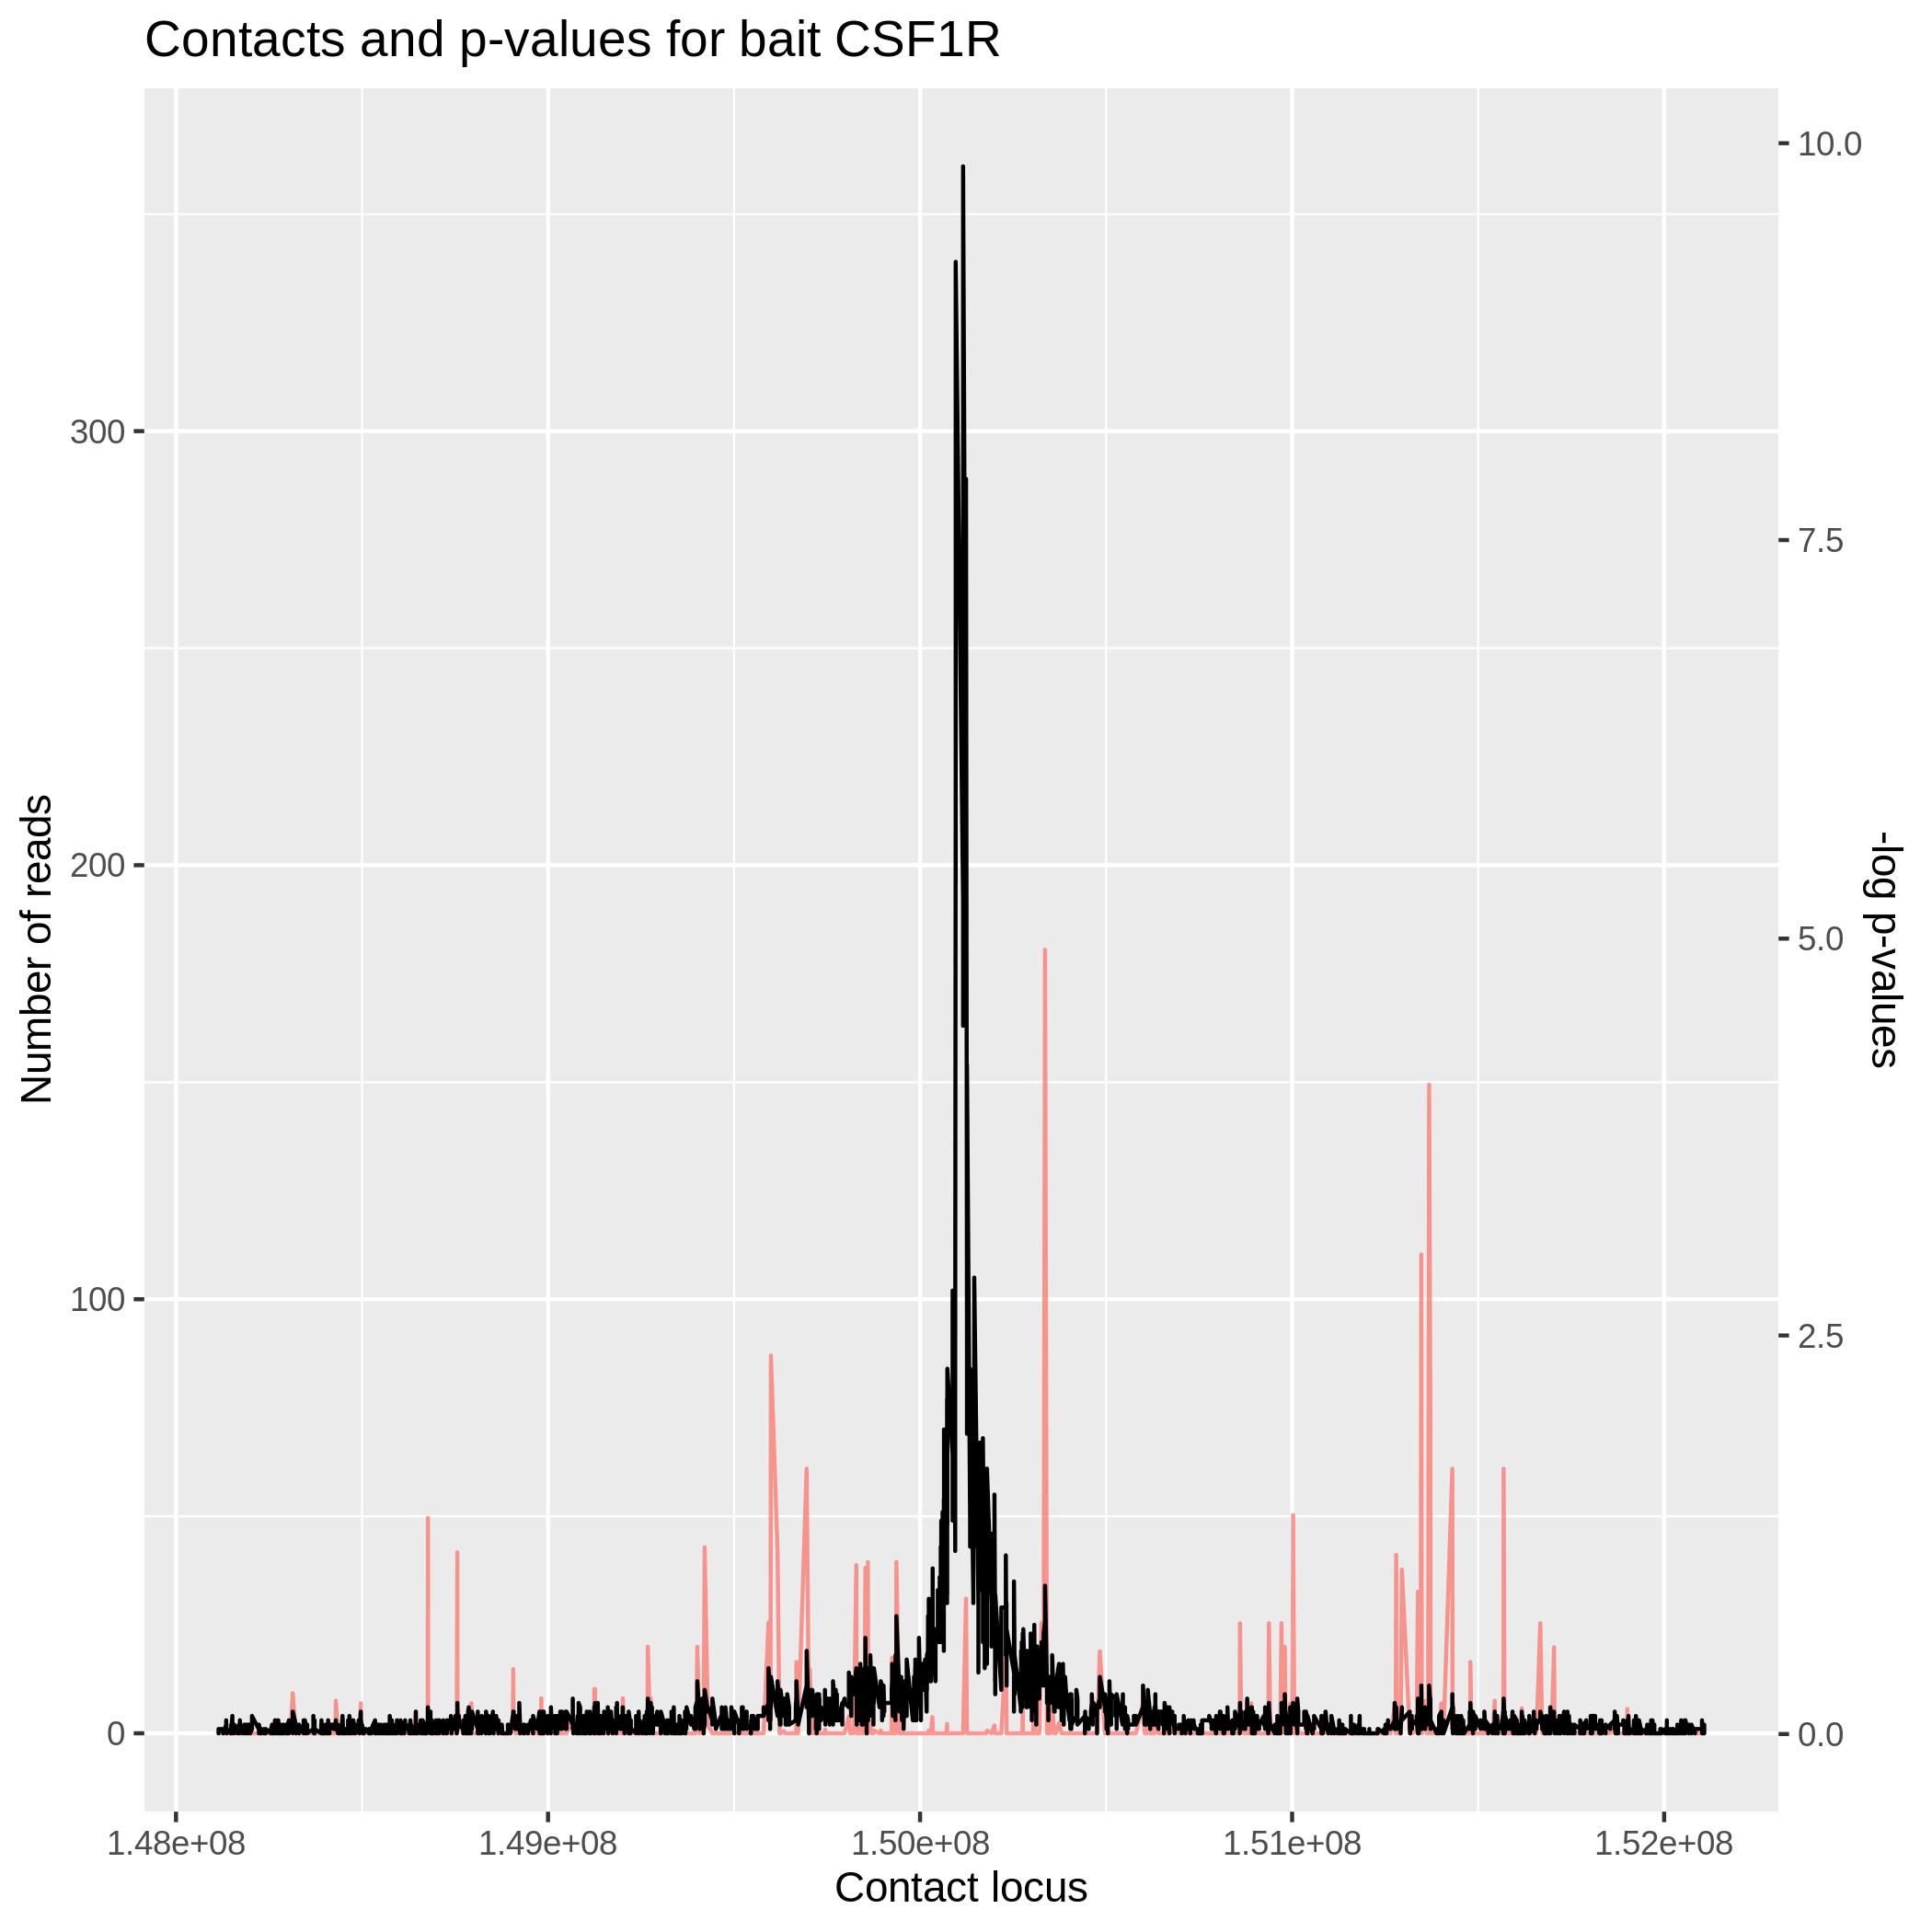 Contacts and p-values for bait CSF1R
Number of reads
300
200
100
0
10.0
7.5
5.0
2.5
0.0
-log p-values
1.48e+08 1.49e+08 1.50e+08 1.51e+08 1.52e+08
Contact locus